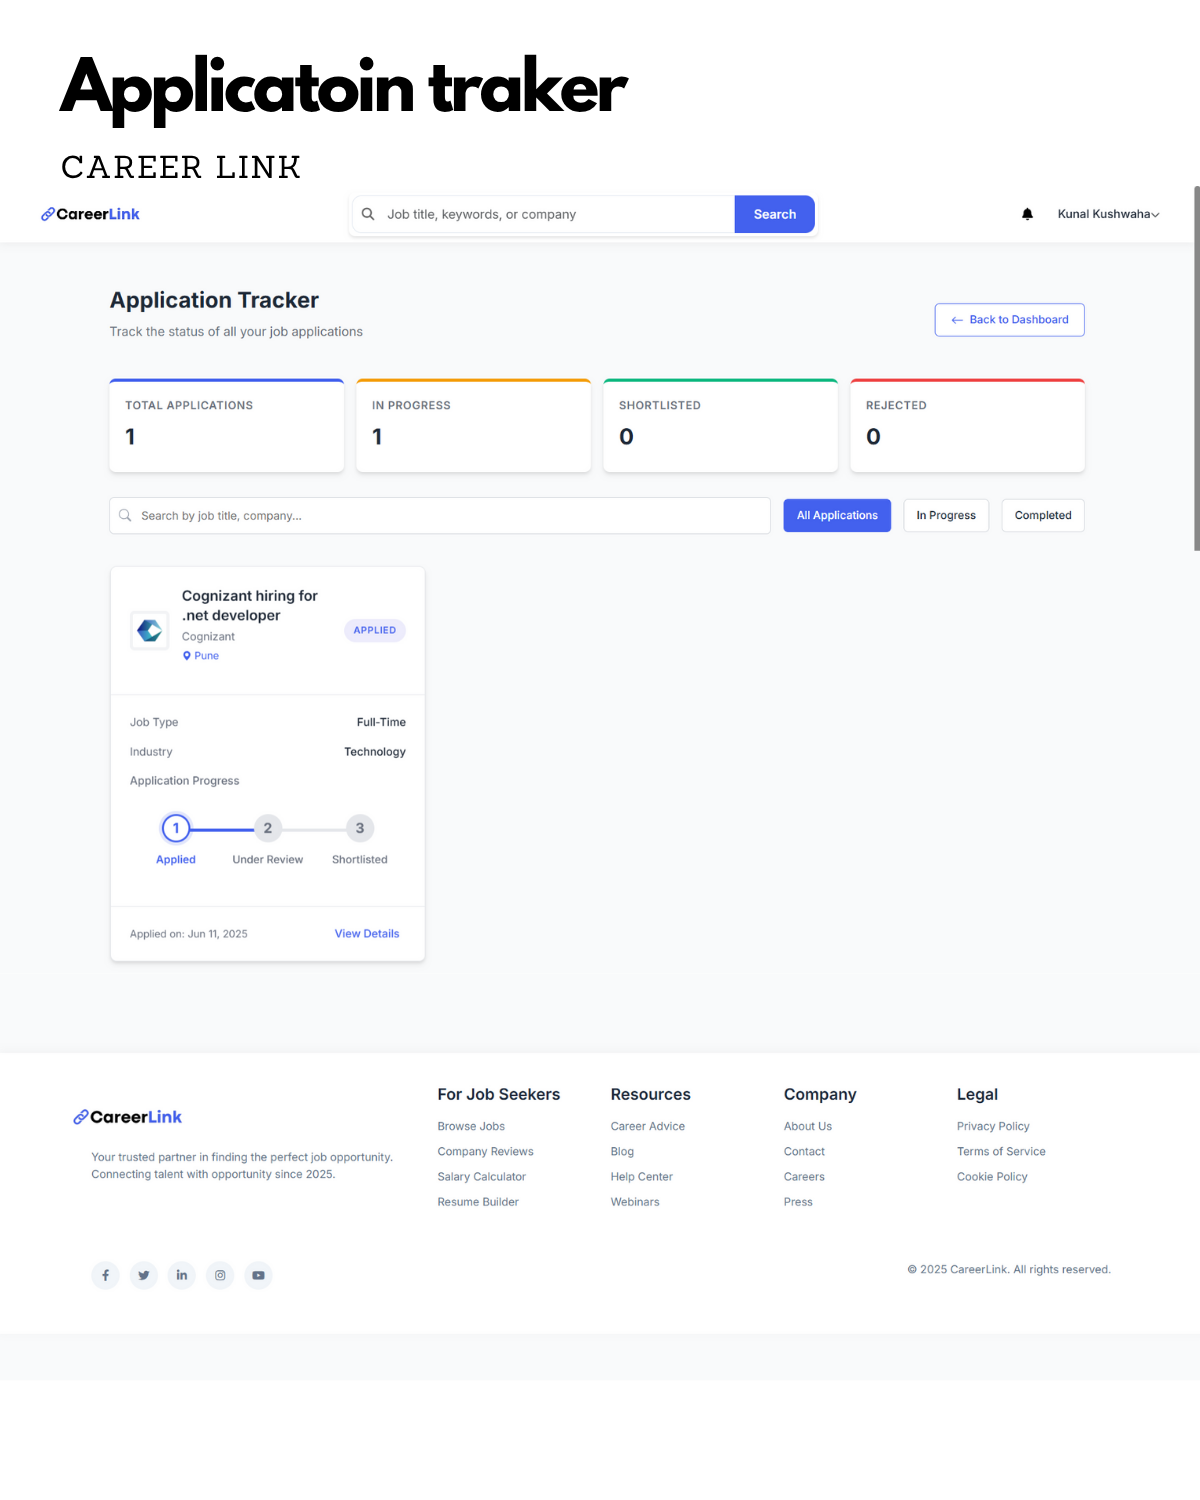 Applicatoin traker
CAREER LINK
CareerLink
Job title, keywords, or company
Search
Kunal Kushwaha
Application Tracker
Track the status of all your job applications
Back to Dashboard
TOTAL APPLICATIONS
1
IN PROGRESS
1
SHORTLISTED
0
REJECTED
0
Search by job title, company...
All Applications
In Progress
Completed
Cognizant hiring for
.net developer
Cognizant
Pune
APPLIED
Job Type
Full-Time
Industry
Technology
Application Progress
1
2
3
Applied
Under Review
Shortlisted
Applied on: Jun 11, 2025
View Details
CareerLink
Your trusted partner in finding the perfect job opportunity.
Connecting talent with opportunity since 2025.
For Job Seekers
Browse Jobs
Company Reviews
Salary Calculator
Resume Builder
Resources
Career Advice
Blog
Help Center
Webinars
Company
About Us
Contact
Careers
Press
Legal
Privacy Policy
Terms of Service
Cookie Policy
© 2025 CareerLink. All rights reserved.